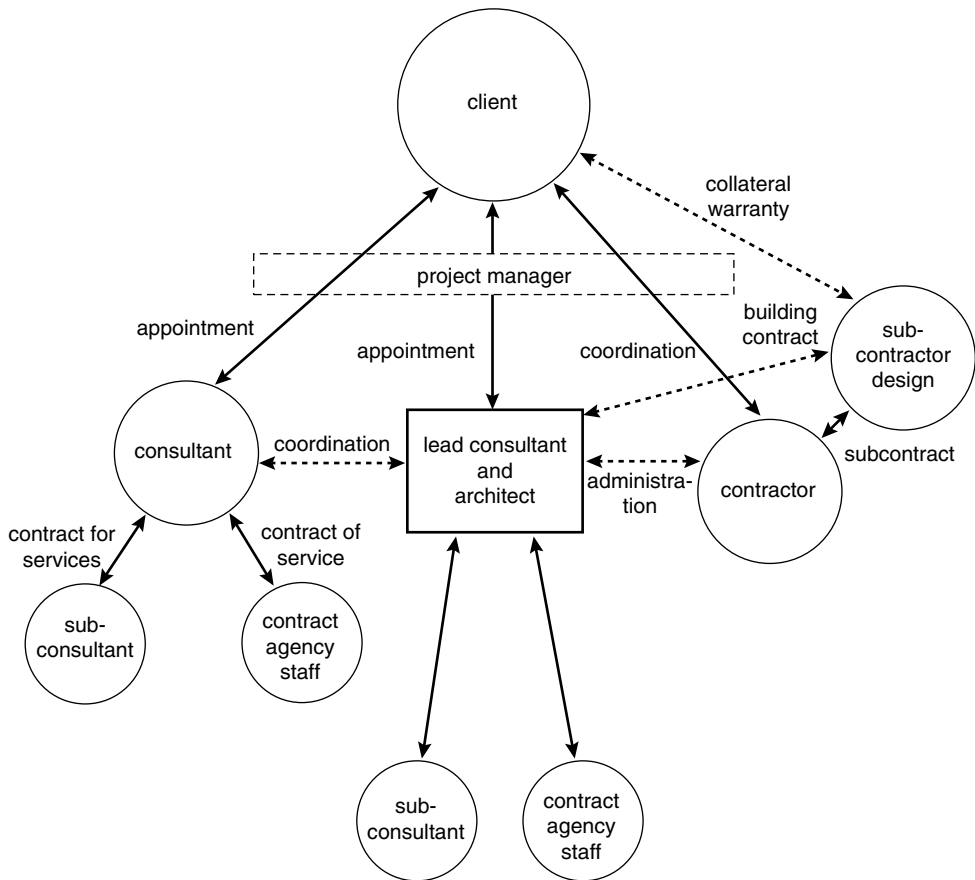 client
collateral
warranty
project manager
building
contract
appointment
appointment
coordination
sub-
contractor
design
consultant
coordination
lead consultant
and
architect
subcontract
administra-
tion
contractor
contract for
services
contract of
service
sub-
consultant
contract
agency
staff
sub-
consultant
contract
agency
staff